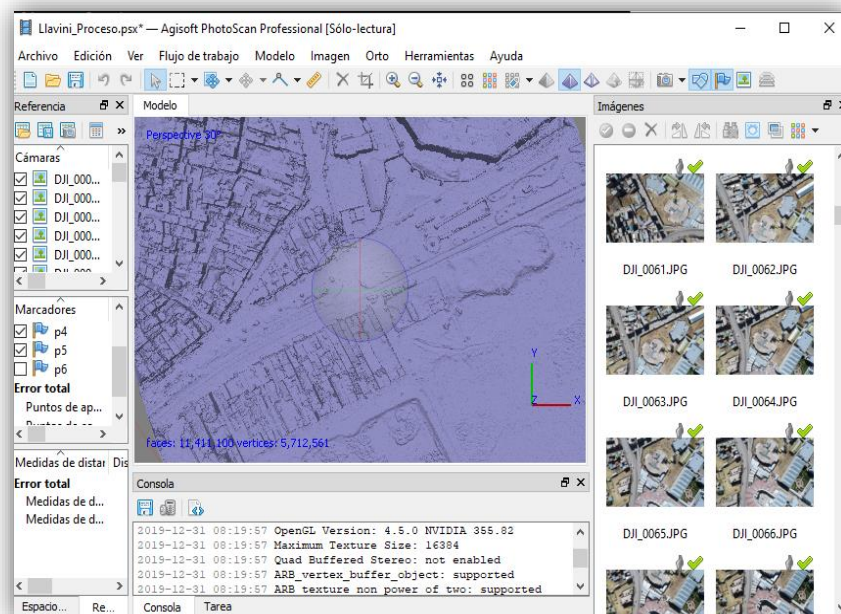 Llavini_Proceso.psx* — Agisoft PhotoScan Professional [Sólo-lectura]
Archivo Edición Ver Flujo de trabajo Modelo Imagen Orto Herramientas Ayuda
Referencia
Cámaras
DJI_000...
DJI_000...
DJI_000...
DJI_000...
DJI_000...
Marcadores
p4
p5
p6
Error total
Puntos de ap...
Medidas de distar Dis
Error total
Medidas de d...
Medidas de d...
Espacio... Re...
Modelo
Perspective 30°
Y
Z X
faces: 11,411,100 vertices: 5,712,561
Consola
2019-12-31 08:19:57 OpenGL Version: 4.5.0 NVIDIA 355.82
2019-12-31 08:19:57 Maximum Texture Size: 16384
2019-12-31 08:19:57 Quad Buffered Stereo: not enabled
2019-12-31 08:19:57 ARB_vertex_buffer_object: supported
2019-12-31 08:19:57 ARB_texture_non_power_of_two: supported
Consola Tarea
Imágenes
DJI_0061.JPG DJI_0062.JPG
DJI_0063.JPG DJI_0064.JPG
DJI_0065.JPG DJI_0066.JPG